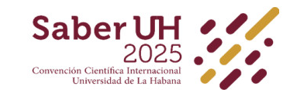 Saber UH
2025
Convención Científica Internacional
Universidad de La Habana